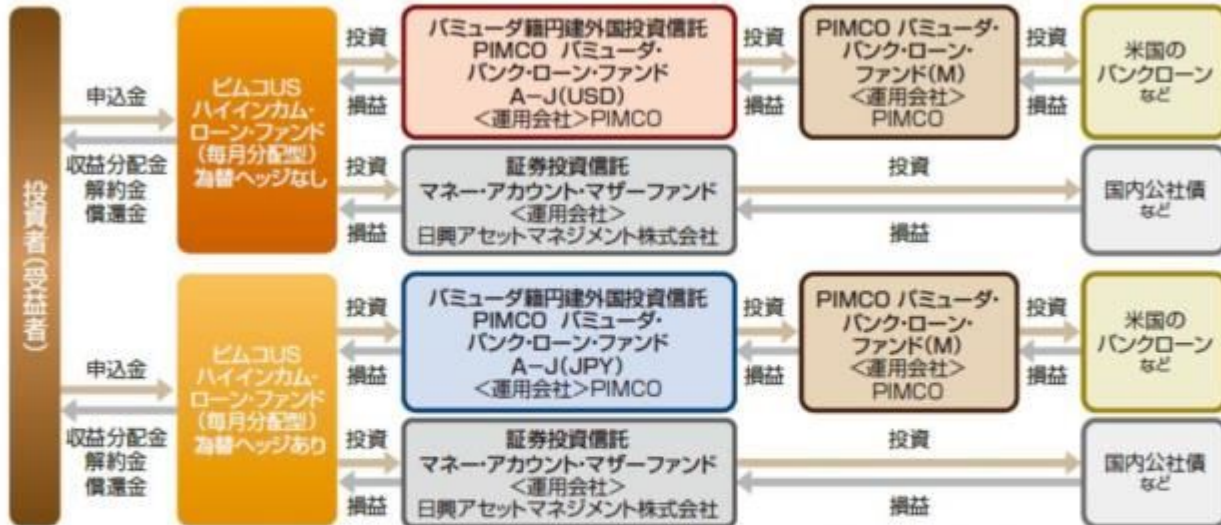 投資者(受益者)
申込金
収益分配金
解約金
償還金
ピムコUS
ハイインカム・
ローン・ファンド
(毎月分配型)
為替ヘッジなし
投資
損益
バミューダ籍円建外国投資信託
PIMCO バミューダ・
バンク・ローン・ファンド
A−J(USD)
<運用会社>PIMCO
投資
損益
PIMCO バミューダ・
バンク・ローン・
ファンド(M)
<運用会社>
PIMCO
投資
損益
米国の
バンクローン
など
投資
損益
証券投資信託
マネー・アカウント・マザーファンド
<運用会社>
日興アセットマネジメント株式会社
投資
損益
国内公社債
など
申込金
収益分配金
解約金
償還金
ピムコUS
ハイインカム・
ローン・ファンド
(毎月分配型)
為替ヘッジあり
投資
損益
バミューダ籍円建外国投資信託
PIMCO バミューダ・
バンク・ローン・ファンド
A−J(JPY)
<運用会社>PIMCO
投資
損益
PIMCO バミューダ・
バンク・ローン・
ファンド(M)
<運用会社>
PIMCO
投資
損益
米国の
バンクローン
など
投資
損益
証券投資信託
マネー・アカウント・マザーファンド
<運用会社>
日興アセットマネジメント株式会社
投資
損益
国内公社債
など